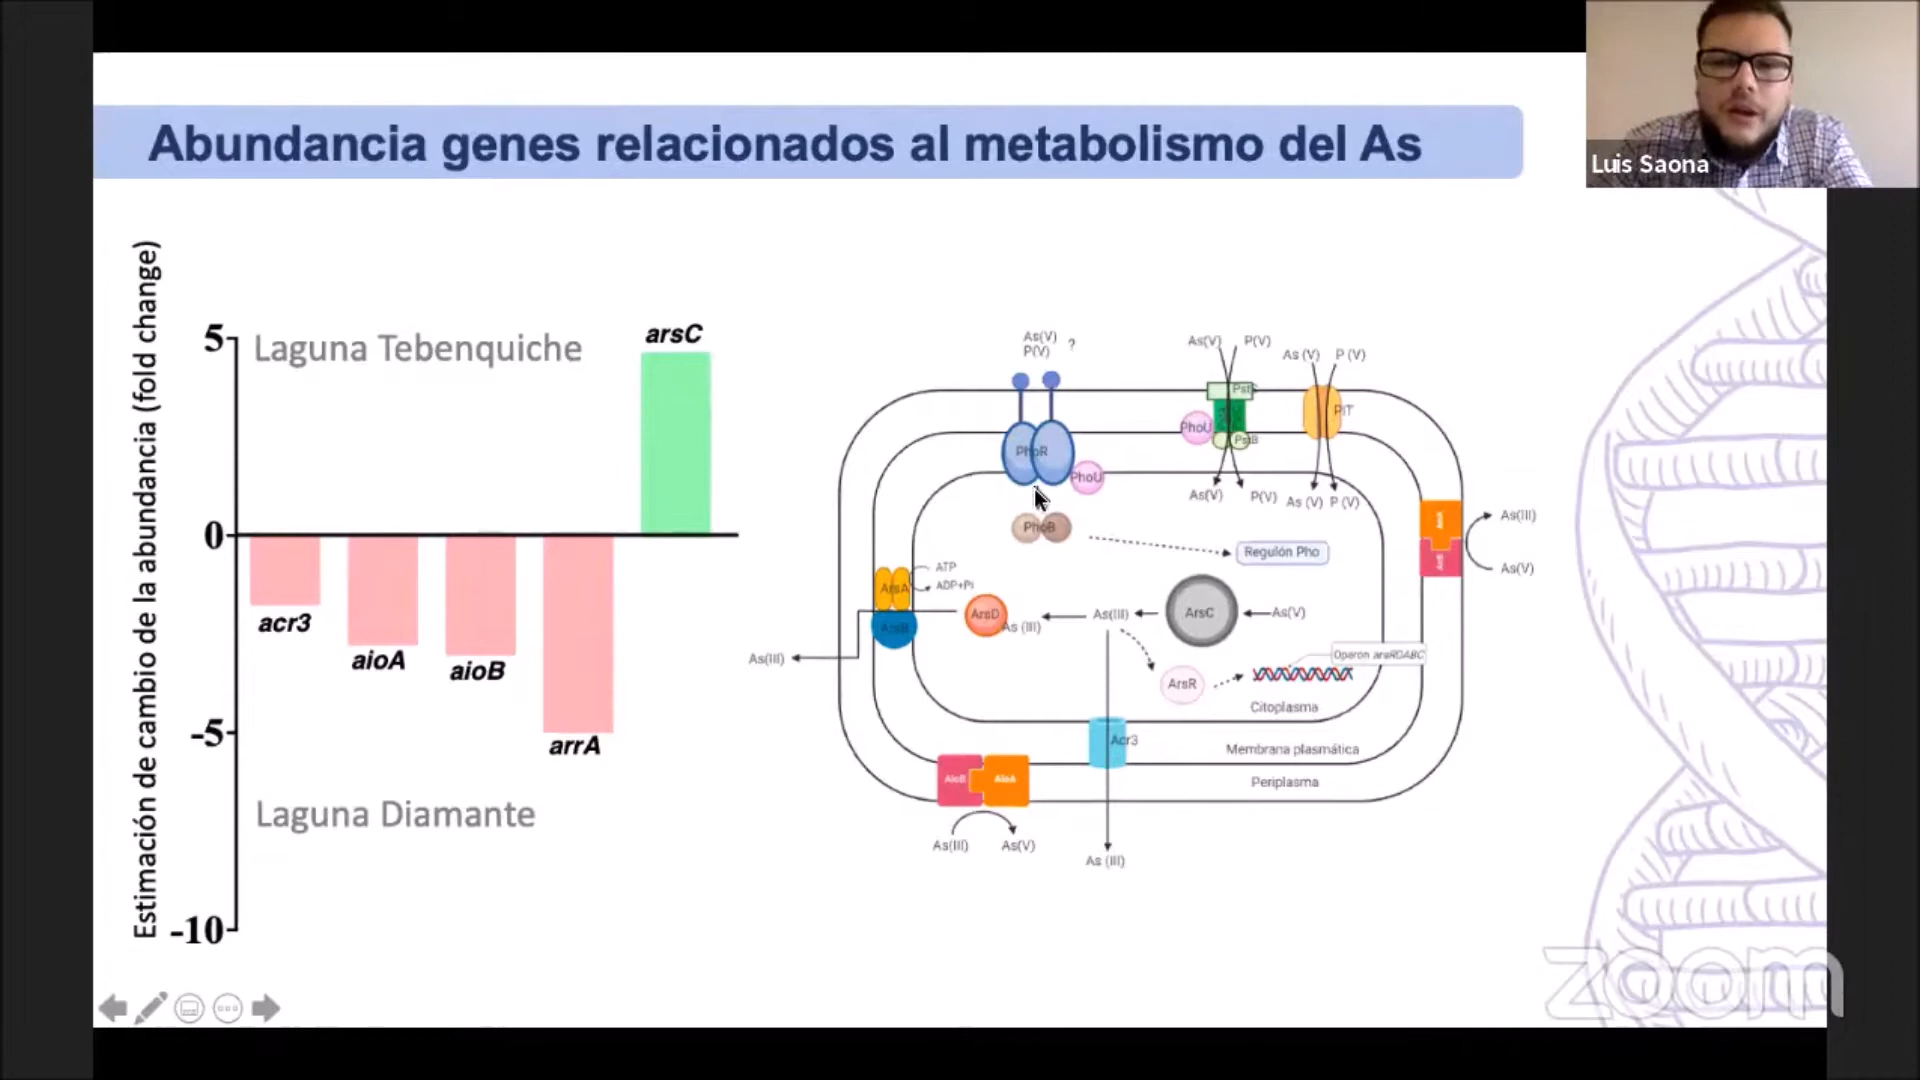 Luis Saona
Abundancia genes relacionados al metabolismo del As
Estimación de cambio de la abundancia (fold change)
5
0
-5
-10
Laguna Tebenquiche
arsC
acr3
aioA
aioB
arrA
Laguna Diamante
As(V)
P(V)
?
As(V)
P(V)
As (V)
P (V)
PhoU
PstB
PiT
PhoR
PhoU
As(V)
P(V)
As (V)
P (V)
As(III)
As(V)
PhoB
Regulón Pho
ATP
ADP+Pi
ArsA
ArsB
ArsD
As (III)
As(III)
ArsC
As(V)
As(III)
ArsR
Operon arsRDABC
Citoplasma
Acr3
Membrana plasmática
Periplasma
AioB
AioA
As(III)
As(V)
As (III)
zoom